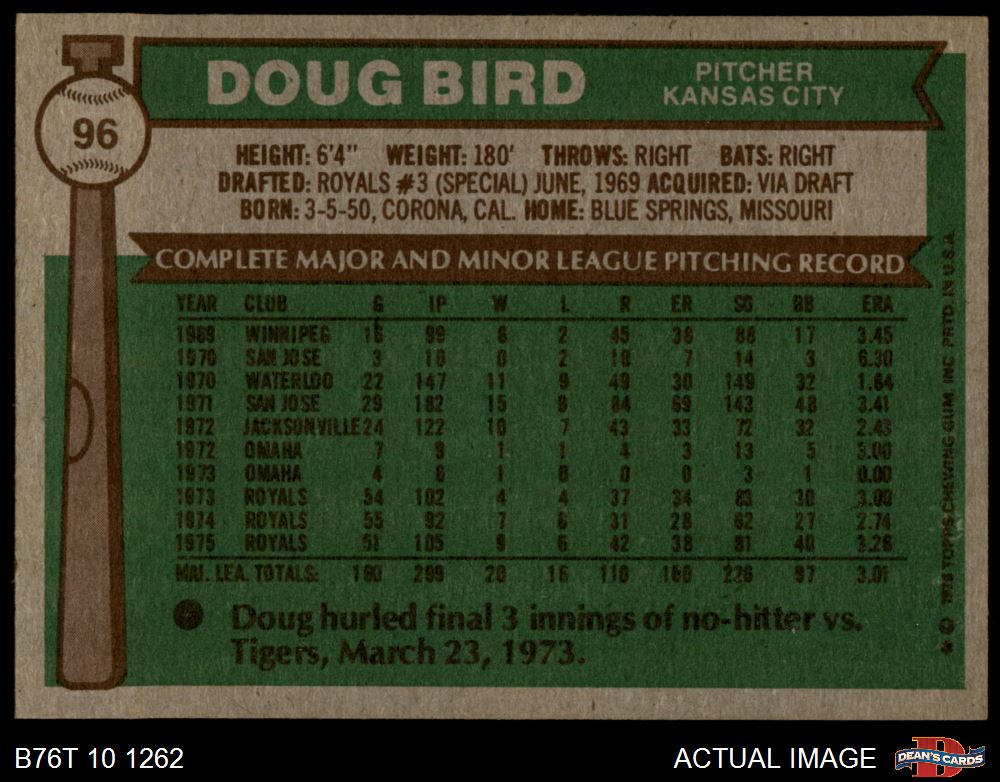 DOUG BIRD
PITCHER
KANSAS CITY
96
HEIGHT: 6'4" WEIGHT: 180' THROWS: RIGHT BATS: RIGHT
DRAFTED: ROYALS #3 (SPECIAL) JUNE, 1969 ACQUIRED: VIA DRAFT
BORN: 3-5-50, CORONA, CAL. HOME: BLUE SPRINGS, MISSOURI
COMPLETE MAJOR AND MINOR LEAGUE PITCHING RECORD
YEAR CLUB G IP W L R ER SO BB ERA
1969 WINNIPEG 16 99 6 2 45 38 88 17 3.45
1970 SAN JOSE 3 10 0 2 10 7 14 3 6.30
1970 WATERLOO 22 147 11 9 49 30 149 32 1.84
1971 SAN JOSE 29 182 15 8 84 69 143 48 3.41
1972 JACKSONVILLE 24 122 10 7 43 33 72 32 2.43
1972 OMAHA 7 9 1 1 4 3 13 5 3.00
1973 OMAHA 4 8 1 0 0 0 3 1 0.00
1973 ROYALS 54 102 4 4 37 34 83 30 3.00
1974 ROYALS 55 92 7 6 31 28 62 27 2.74
1975 ROYALS 51 105 9 6 42 38 81 40 3.26
MAJ. LEA. TOTALS: 160 299 20 16 110 100 226 97 3.01
Doug hurled final 3 innings of no-hitter vs.
Tigers, March 23, 1973.
© 1976 TOPPS CHEWING GUM, INC. PRTD. IN U.S.A.
B76T 10 1262
ACTUAL IMAGE
D
DEAN'S CARDS